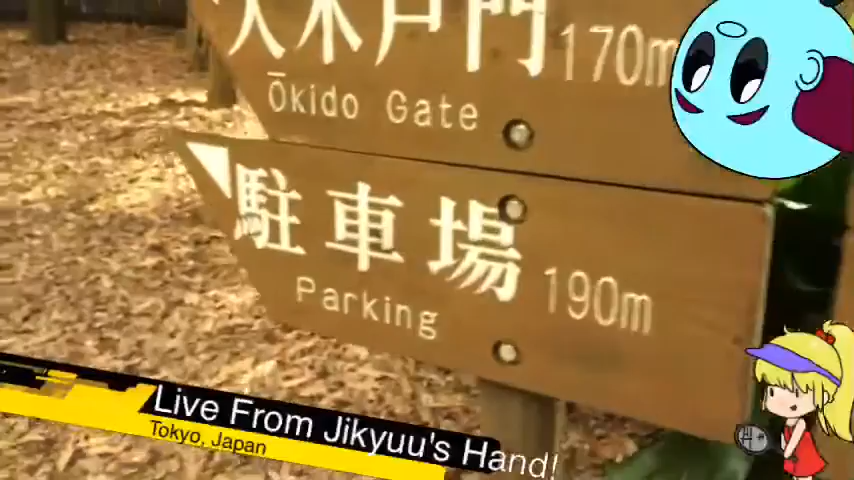 大木戸門 170m
Ōkido Gate
駐車場 190m
Parking
Live From Jikyuu's Hand!
Tokyo, Japan